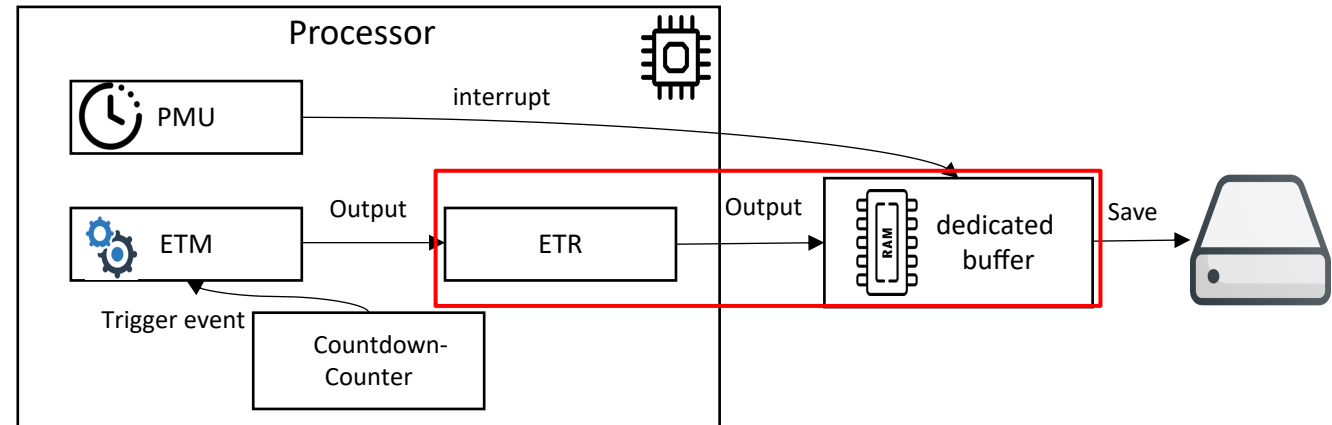 Processor
interrupt
PMU
Output
Output
Save
ETM
ETR
RAM
dedicated
buffer
Trigger event
Countdown-
Counter